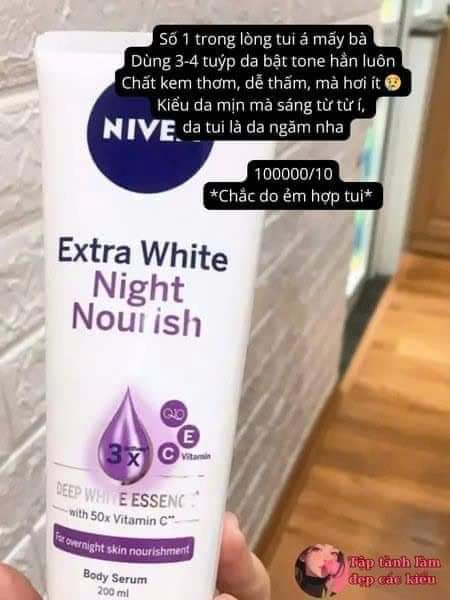 Số 1 trong lòng tui á mấy bà
Dùng 3-4 tuýp da bật tone hẳn luôn
Chất kem thơm, dễ thấm, mà hơi ít 😢
Kiểu da mịn mà sáng từ từ í,
da tui là da ngăm nha
100000/10
*Chắc do ẻm hợp tui*
NIVE
Extra White
Night
Nourish
Q10
E
3x
C Vitamin
DEEP WHITE ESSENCE
with 50x Vitamin C**
For overnight skin nourishment
Body Serum
200 ml
Tập tành làm
đẹp các kiểu